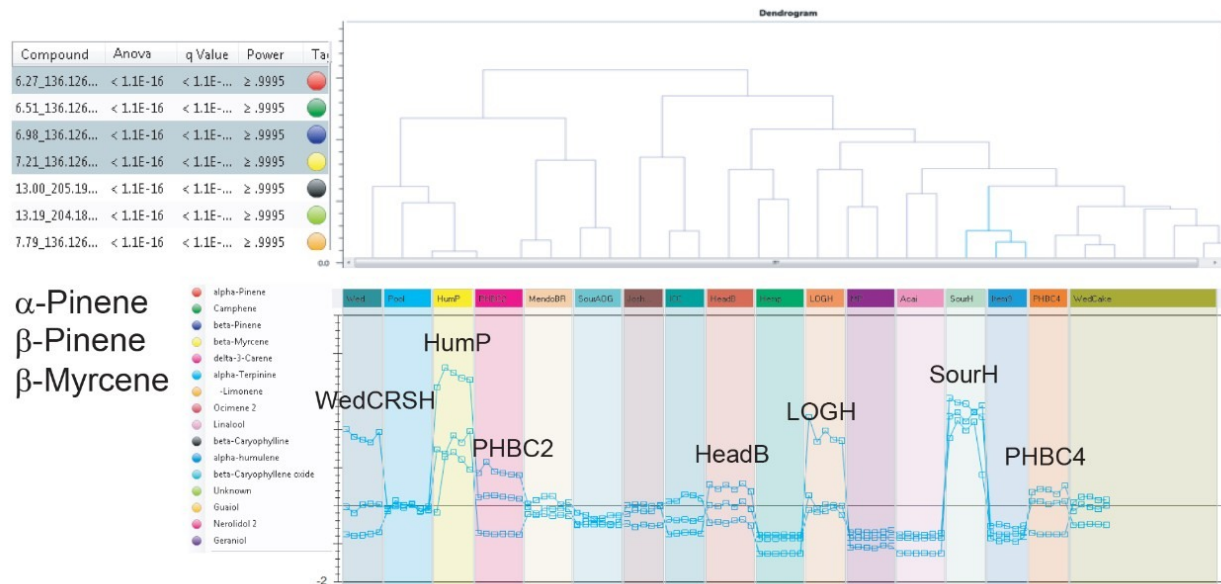 Dendrogram
Compound Anova q Value Power Ta
6.27_136.126... < 1.1E-16 < 1.1E-... ≥ .9995
6.51_136.126... < 1.1E-16 < 1.1E-... ≥ .9995
6.98_136.126... < 1.1E-16 < 1.1E-... ≥ .9995
7.21_136.126... < 1.1E-16 < 1.1E-... ≥ .9995
13.00_205.19... < 1.1E-16 < 1.1E-... ≥ .9995
13.19_204.18... < 1.1E-16 < 1.1E-... ≥ .9995
7.79_136.126... < 1.1E-16 < 1.1E-... ≥ .9995
0.0
α-Pinene
β-Pinene
β-Myrcene
alpha-Pinene
Camphene
beta-Pinene
beta-Myrcene
delta-3-Carene
alpha-Terpinine
-Limonene
Ocimene 2
Linalool
beta-Caryophylline
alpha-humulene
beta-Caryophyllene oxide
Unknown
Guaiol
Nerolidol 2
Geraniol
Wed Pool HumP MendoBR SourAOG HeadB Hemp LOGH Acai SourH PHBC4 WedCake
HumP
WedCRSH
PHBC2
HeadB
LOGH
SourH
PHBC4
-2